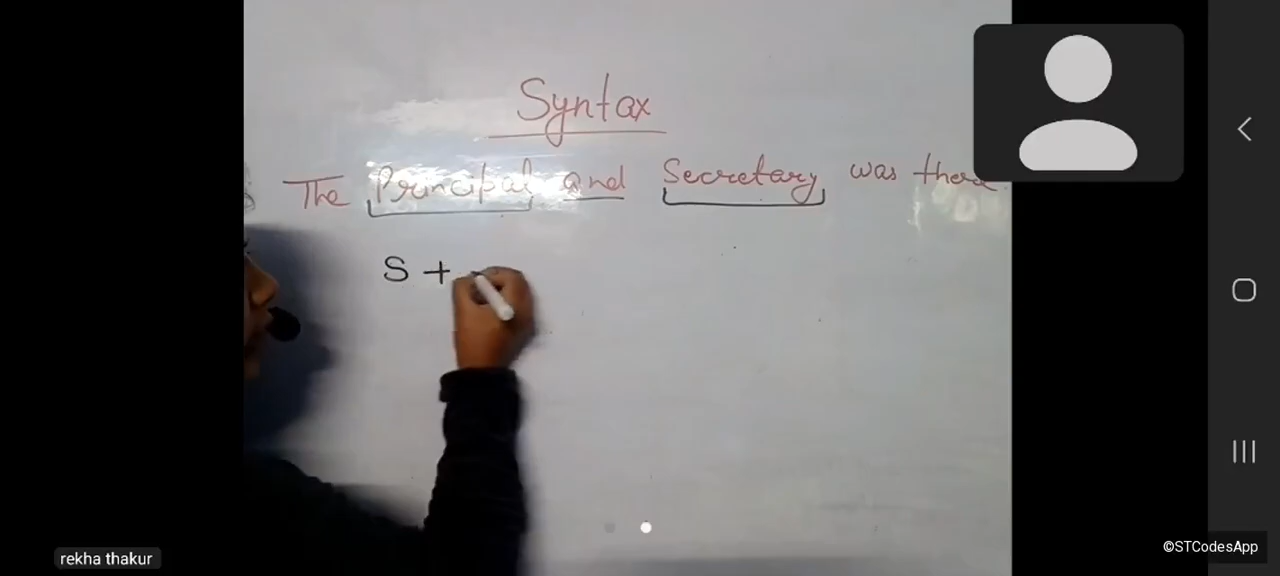 Syntax
The Principal and Secretary was there.
S +
rekha thakur
©STCodesApp